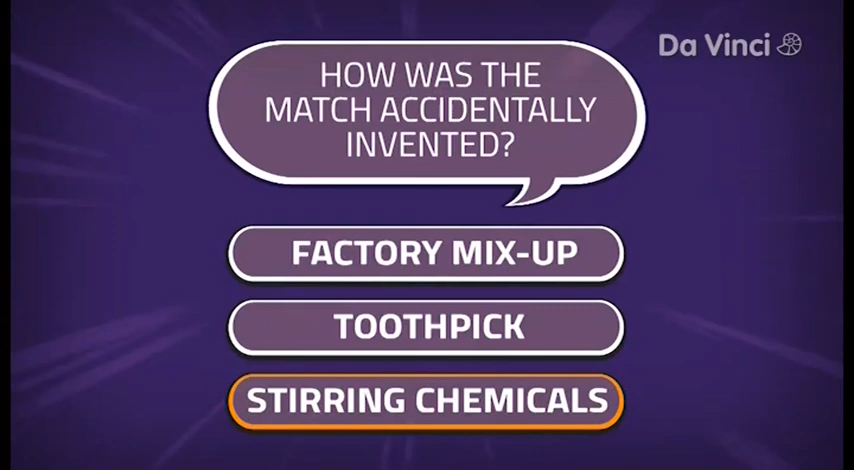 Da Vinci
HOW WAS THE
MATCH ACCIDENTALLY
INVENTED?
FACTORY MIX-UP
TOOTHPICK
STIRRING CHEMICALS